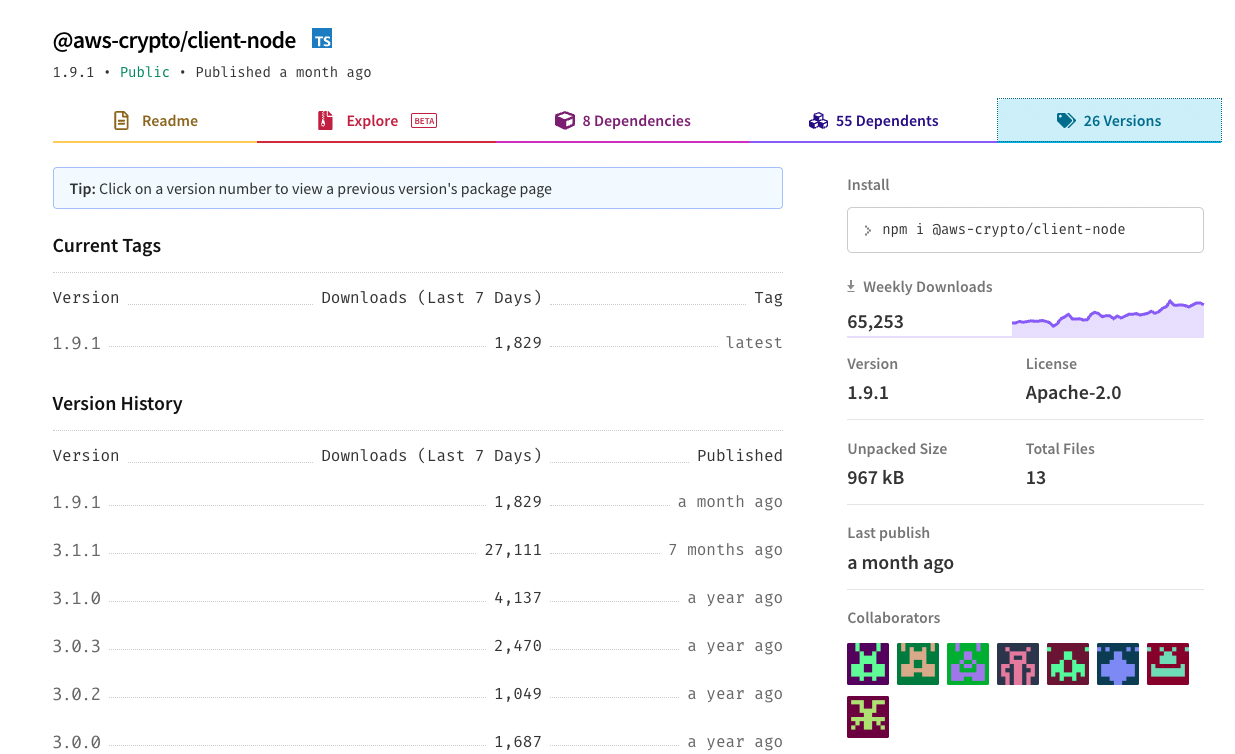 @aws-crypto/client-node TS
1.9.1 • Public • Published a month ago
Readme
Explore BETA
8 Dependencies
55 Dependents
26 Versions
Tip: Click on a version number to view a previous version's package page
Current Tags
Version Downloads (Last 7 Days) Tag
1.9.1 1,829 latest
Version History
Version Downloads (Last 7 Days) Published
1.9.1 1,829 a month ago
3.1.1 27,111 7 months ago
3.1.0 4,137 a year ago
3.0.3 2,470 a year ago
3.0.2 1,049 a year ago
3.0.0 1,687 a year ago
Install
npm i @aws-crypto/client-node
Weekly Downloads
65,253
Version License
1.9.1 Apache-2.0
Unpacked Size Total Files
967 kB 13
Last publish
a month ago
Collaborators